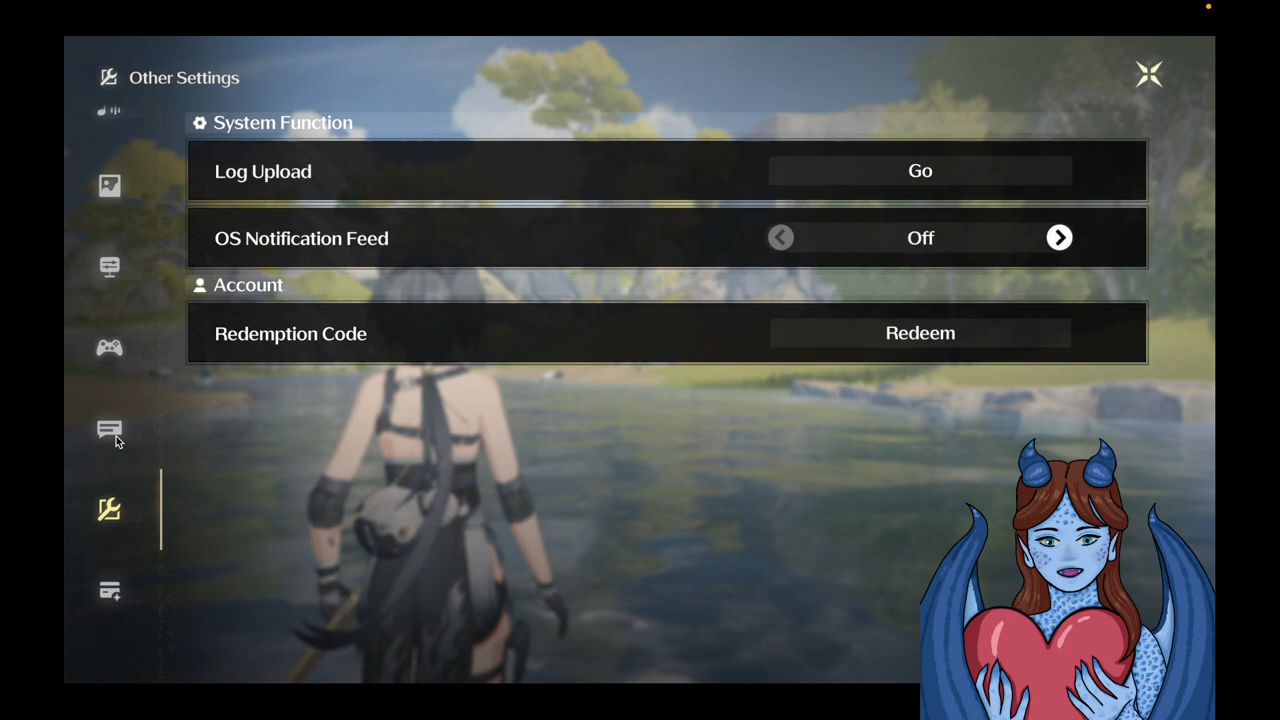 Other Settings
System Function
Log Upload
Go
OS Notification Feed
Off
Account
Redemption Code
Redeem